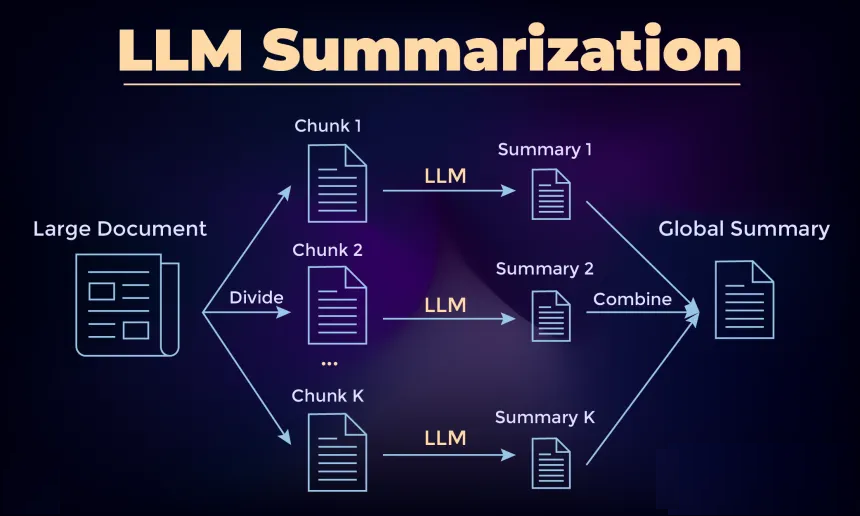 LLM Summarization
Chunk 1
LLM
Summary 1
Large Document
Global Summary
Chunk 2
Divide
LLM
Summary 2
Combine
...
Chunk K
LLM
Summary K